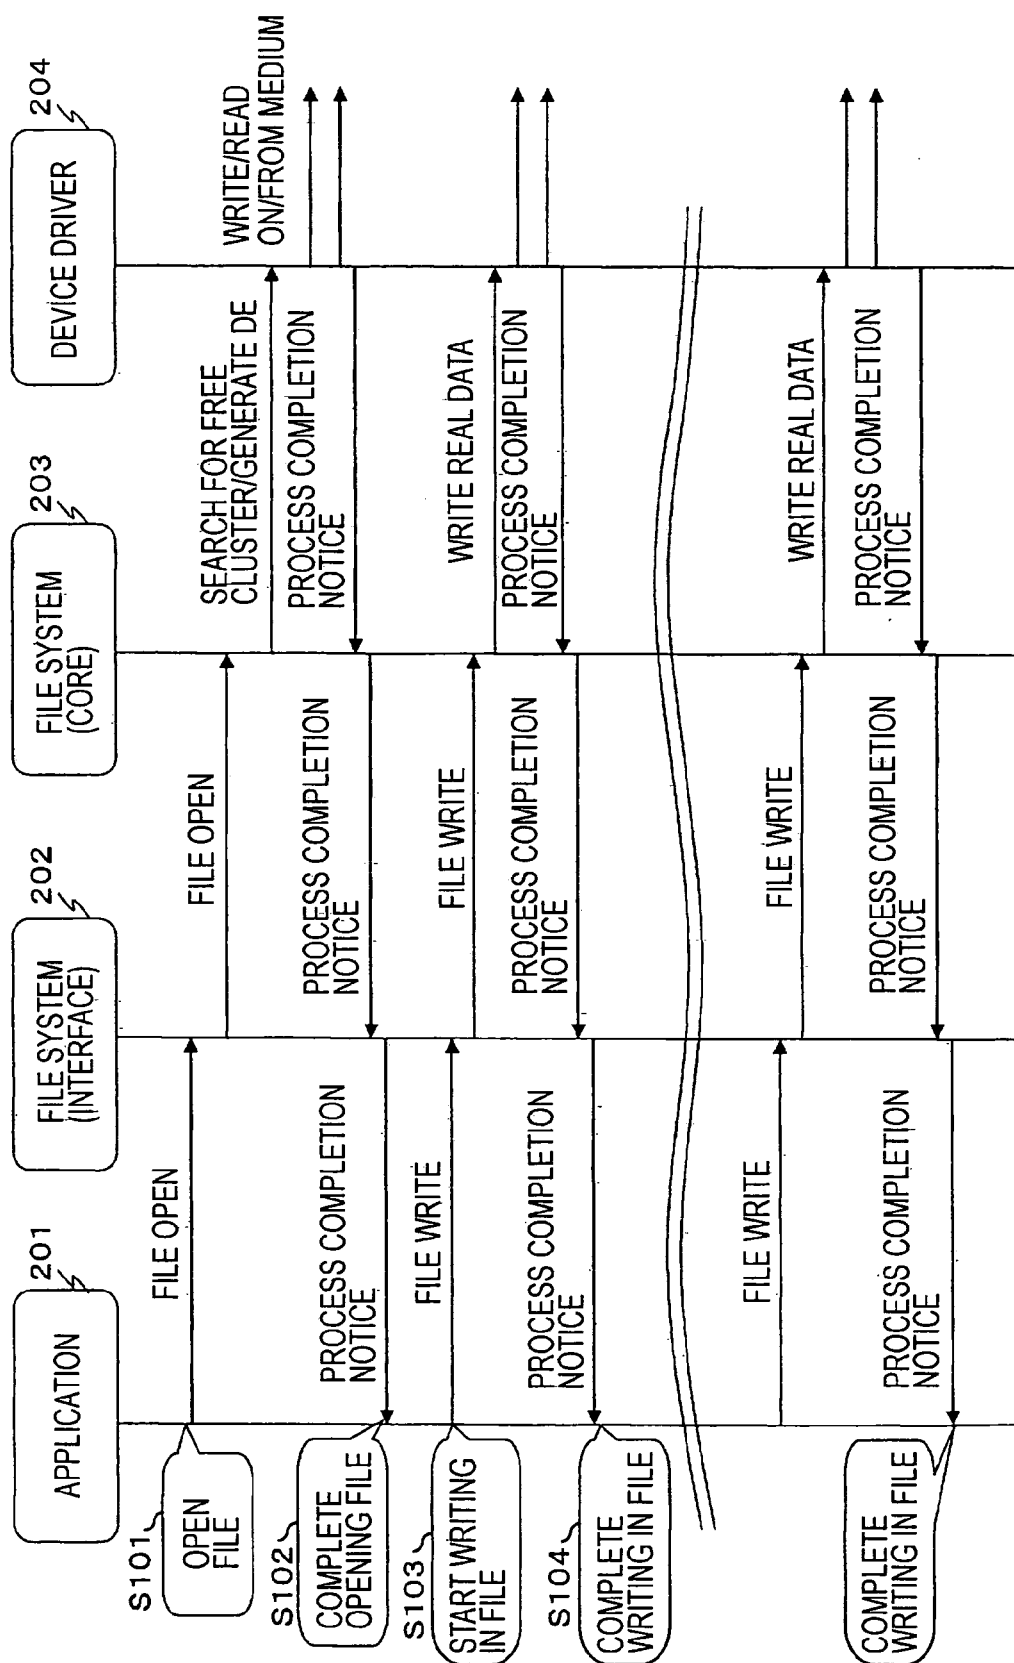 APPLICATION
201
FILE SYSTEM
(INTERFACE)
202
FILE SYSTEM
(CORE)
203
DEVICE DRIVER
204
S101
OPEN
FILE
FILE OPEN
FILE OPEN
SEARCH FOR FREE
CLUSTER/GENERATE DE
WRITE/READ
ON/FROM MEDIUM
S102
COMPLETE
OPENING FILE
PROCESS COMPLETION
NOTICE
PROCESS COMPLETION
NOTICE
PROCESS COMPLETION
NOTICE
S103
START WRITING
IN FILE
FILE WRITE
FILE WRITE
WRITE REAL DATA
S104
COMPLETE
WRITING IN FILE
PROCESS COMPLETION
NOTICE
PROCESS COMPLETION
NOTICE
PROCESS COMPLETION
NOTICE
FILE WRITE
FILE WRITE
WRITE REAL DATA
COMPLETE
WRITING IN FILE
PROCESS COMPLETION
NOTICE
PROCESS COMPLETION
NOTICE
PROCESS COMPLETION
NOTICE